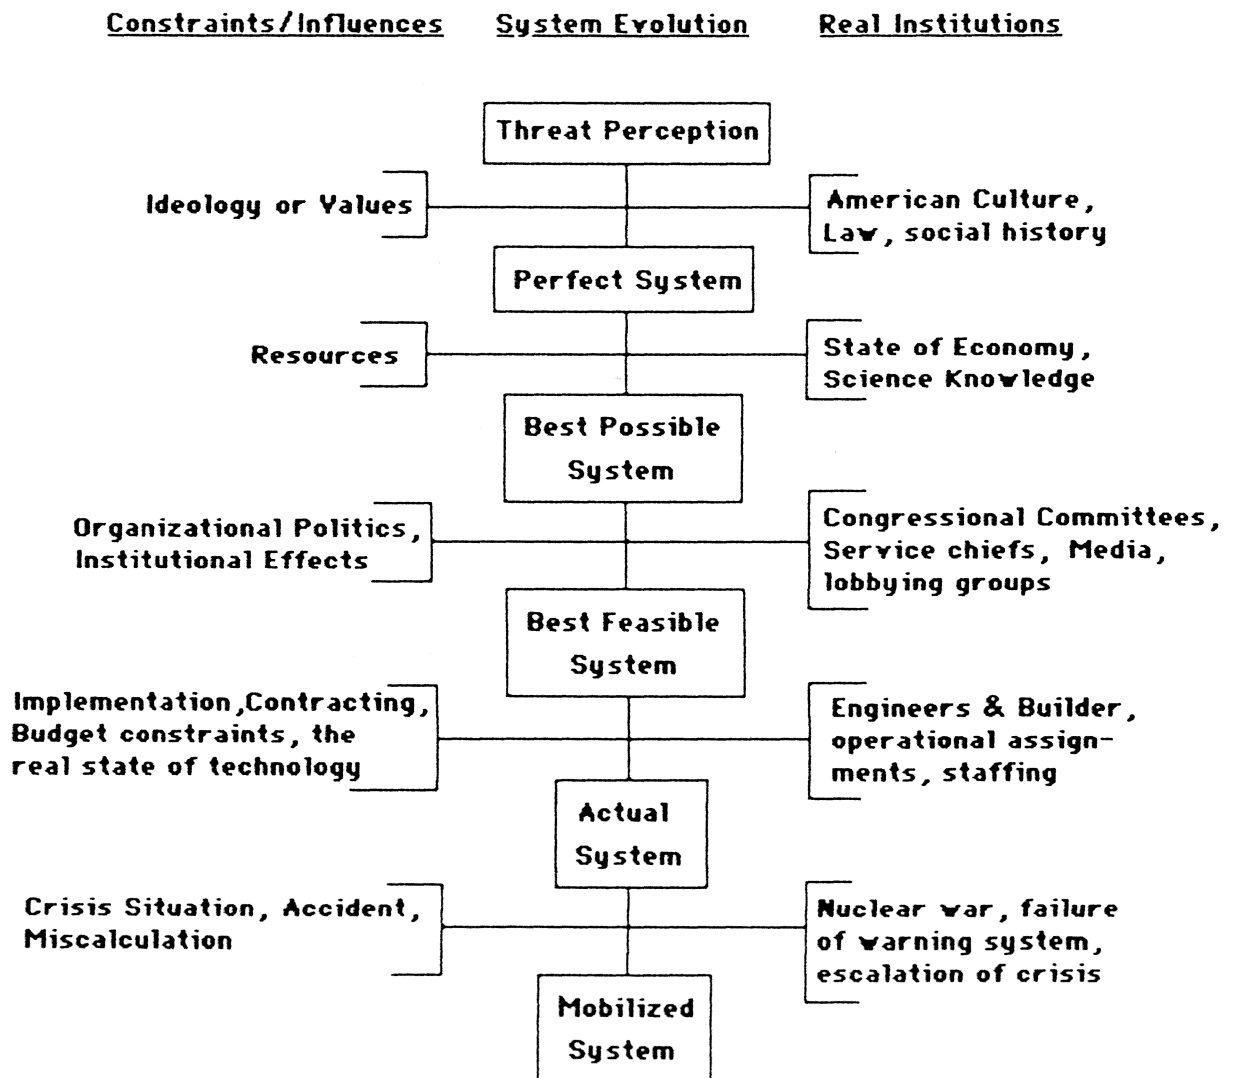 Constraints/Influences
System Evolution
Real Institutions
Threat Perception
Ideology or Values
American Culture,
Law, social history
Perfect System
Resources
State of Economy,
Science Knowledge
Best Possible
System
Organizational Politics,
Institutional Effects
Congressional Committees,
Service chiefs, Media,
lobbying groups
Best Feasible
System
Implementation,Contracting,
Budget constraints, the
real state of technology
Engineers & Builder,
operational assign-
ments, staffing
Actual
System
Crisis Situation, Accident,
Miscalculation
Nuclear war, failure
of warning system,
escalation of crisis
Mobilized
System